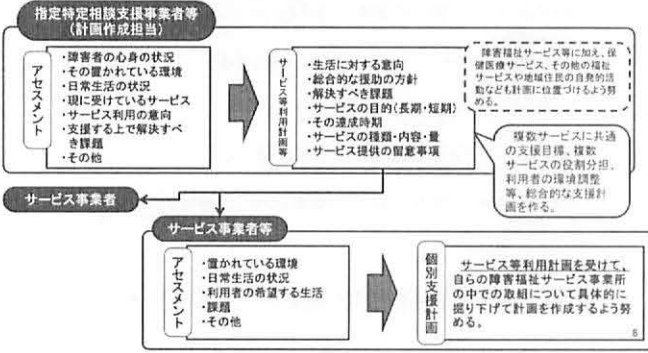 指定特定相談支援事業者等
(計画作成担当)
アセスメント
・障害者の心身の状況
・その置かれている環境
・日常生活の状況
・現に受けているサービス
・サービス利用の意向
・支援する上で解決すべ
き課題
・その他
サービス等利用計画等
・生活に対する意向
・総合的な援助の方針
・解決すべき課題
・サービスの目的(長期・短期)
・その達成時期
・サービスの種類・内容・量
・サービス提供の留意事項
障害福祉サービス等に加え、保
健医療サービス、その他の福祉
サービスや地域住民の自発的活
動なども計画に位置づけるよう努
める。
複数サービスに共通
の支援目標、複数
サービスの役割分担、
利用者の環境調整
等、総合的な支援計
画を作る。
サービス事業者
サービス事業者等
アセスメント
・置かれている環境
・日常生活の状況
・利用者の希望する生活
・課題
・その他
個別支援計画
サービス等利用計画を受けて、
自らの障害福祉サービス事業所
の中での取組について具体的に
掘り下げて計画を作成するよう努
める。